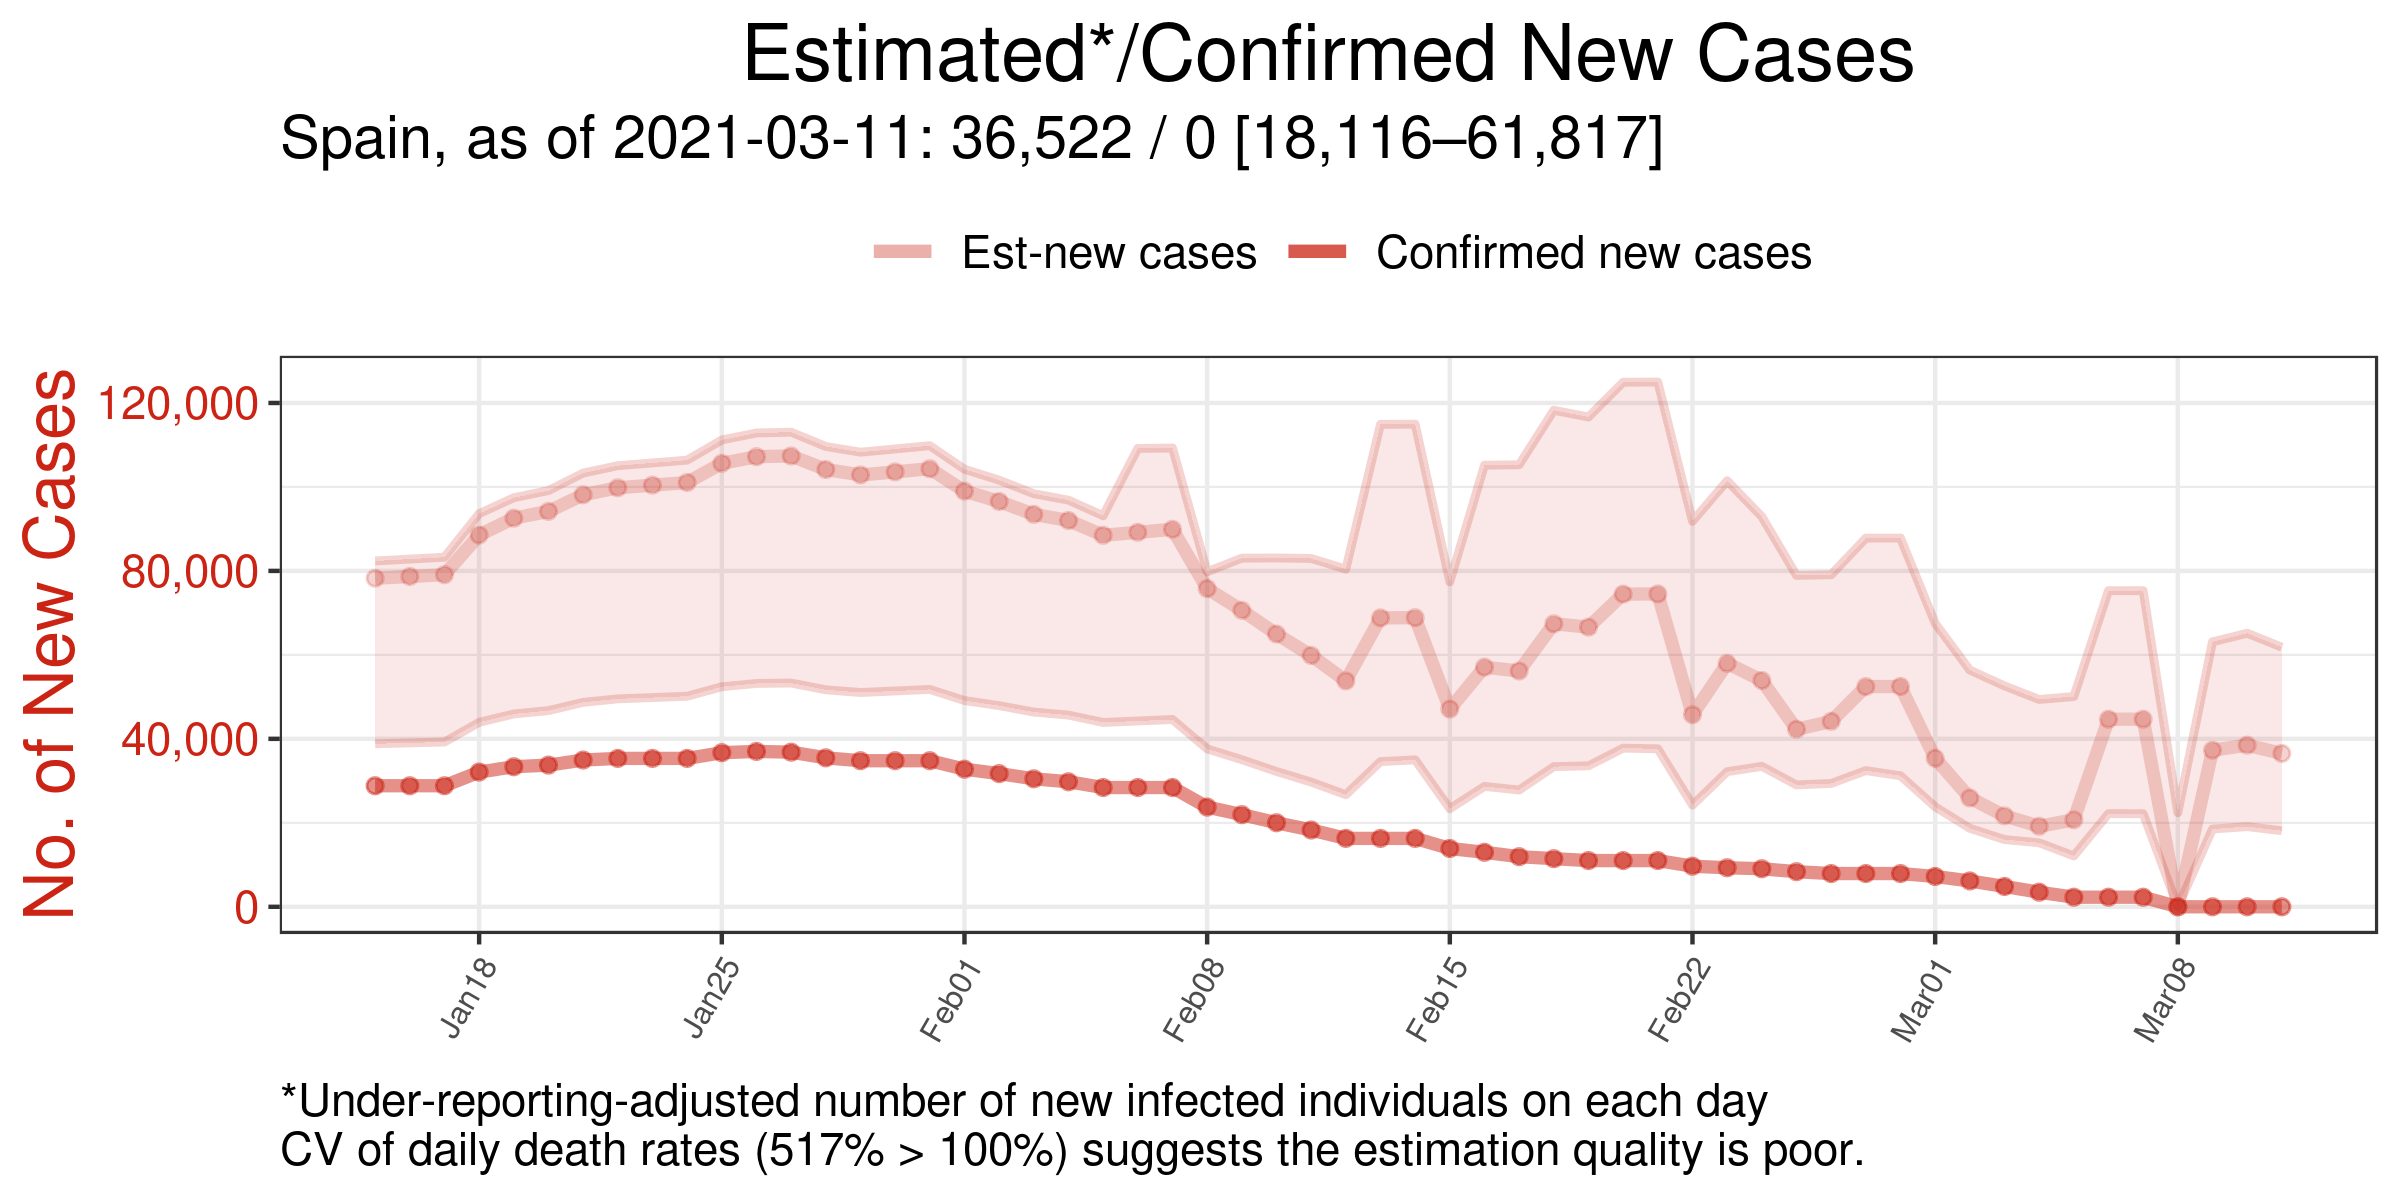 Estimated*/Confirmed New Cases
Spain, as of 2021-03-11: 36,522 / 0 [18,116–61,817]
Est-new cases
Confirmed new cases
No. of New Cases
120,000
80,000
40,000
0
Jan18
Jan25
Feb01
Feb08
Feb15
Feb22
Mar01
Mar08
*Under-reporting-adjusted number of new infected individuals on each day
CV of daily death rates (517% > 100%) suggests the estimation quality is poor.